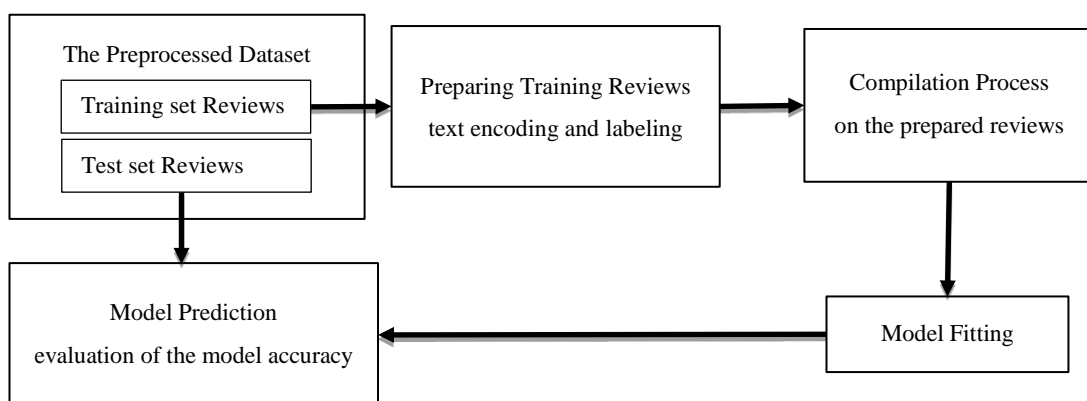 The Preprocessed Dataset
Training set Reviews
Test set Reviews
Preparing Training Reviews
text encoding and labeling
Compilation Process
on the prepared reviews
Model Fitting
Model Prediction
evaluation of the model accuracy